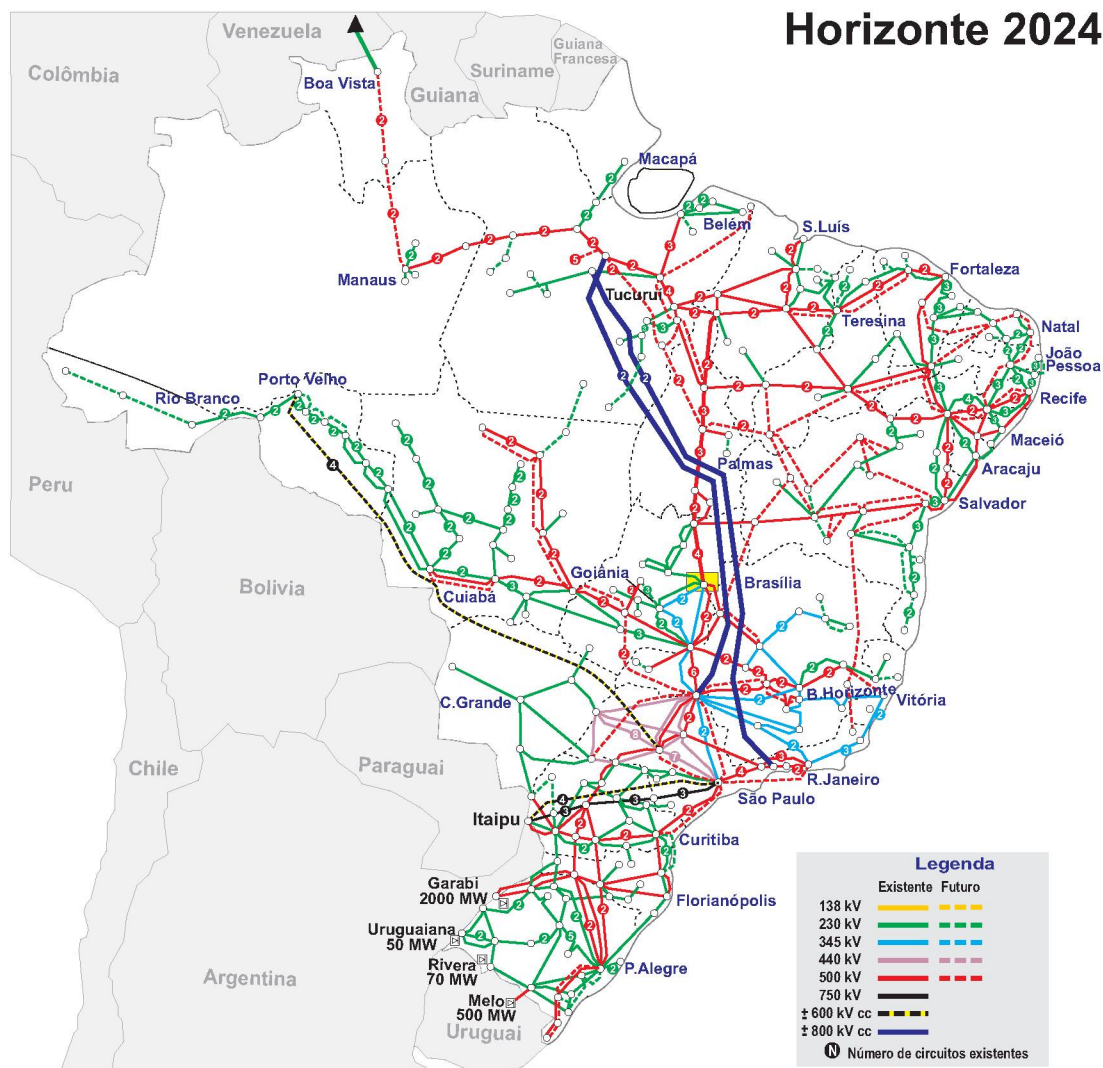 Horizonte 2024
Venezuela
Guiana
Francesa
Suriname
Colômbia
Boa Vista
Guiana
Macapá
Belém
S.Luís
Manaus
Fortaleza
Tucuruí
Teresina
Natal
João
Pessoa
Porto Velho
Rio Branco
Recife
Maceió
Palmas
Aracaju
Peru
Salvador
Goiânia
Brasília
Bolivia
Cuiabá
C.Grande
B.Horizonte
Vitória
Chile
Paraguai
R.Janeiro
São Paulo
Itaipu
Curitiba
Garabi
2000 MW
Florianópolis
Uruguaiana
50 MW
Rivera
70 MW
P.Alegre
Argentina
Melo
500 MW
Uruguai
Legenda
Existente Futuro
138 kV
230 kV
345 kV
440 kV
500 kV
750 kV
± 600 kV cc
± 800 kV cc
N Número de circuitos existentes